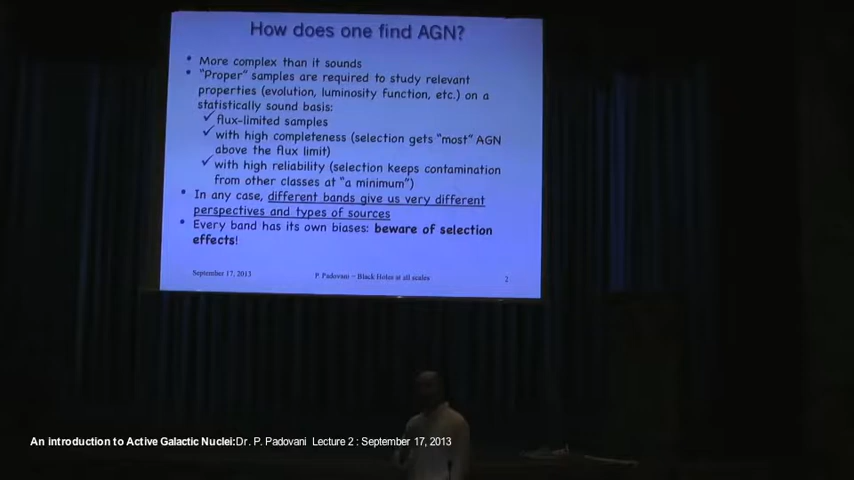 How does one find AGN?
• More complex than it sounds
• "Proper" samples are required to study relevant
properties (evolution, luminosity function, etc.) on a
statistically sound basis:
✓flux-limited samples
✓with high completeness (selection gets "most" AGN
above the flux limit)
✓with high reliability (selection keeps contamination
from other classes at "a minimum")
• In any case, different bands give us very different
perspectives and types of sources
• Every band has its own biases: beware of selection
effects!
September 17, 2013 P. Padovani - Black Holes at all scales 2
An introduction to Active Galactic Nuclei:Dr. P. Padovani Lecture 2 : September 17, 2013